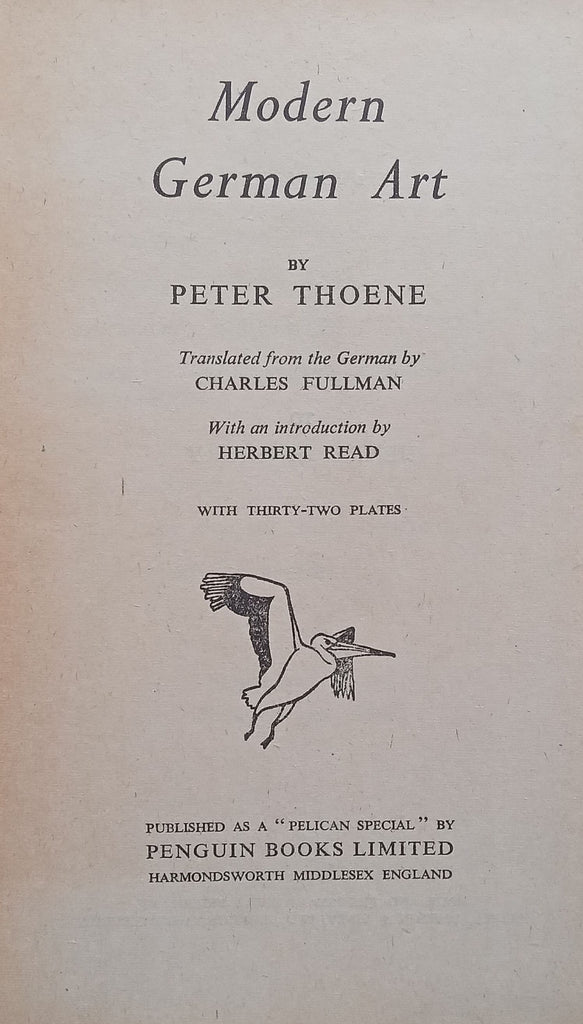 Modern
German Art
BY
PETER THOENE
Translated from the German by
CHARLES FULLMAN
With an introduction by
HERBERT READ
WITH THIRTY-TWO PLATES
PUBLISHED AS A “PELICAN SPECIAL” BY
PENGUIN BOOKS LIMITED
HARMONDSWORTH MIDDLESEX ENGLAND